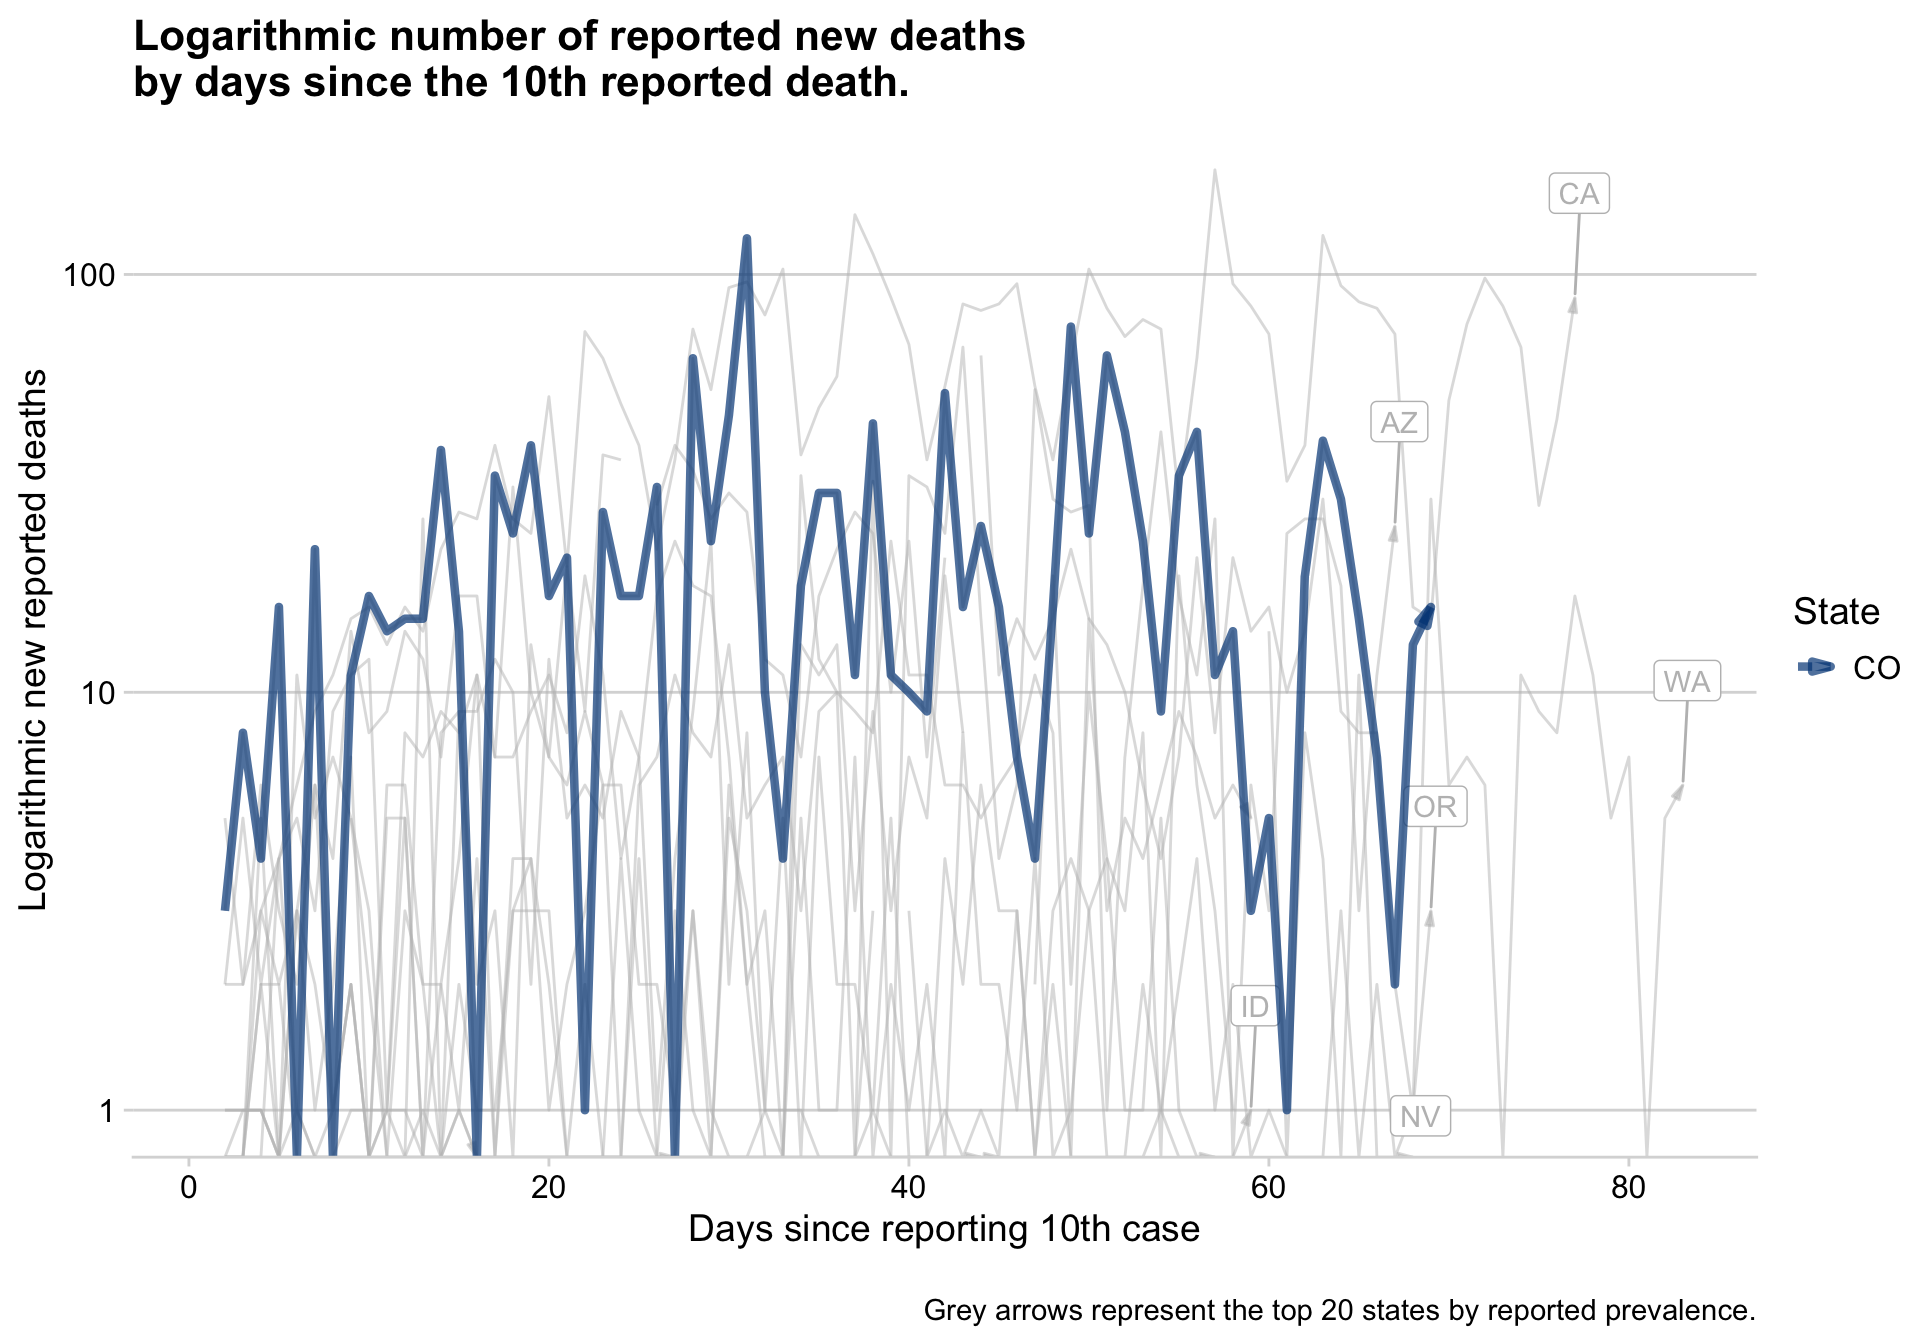 Logarithmic number of reported new deaths
by days since the 10th reported death.
Logarithmic new reported deaths
100
10
1
CA
AZ
WA
OR
ID
NV
State
CO
0 20 40 60 80
Days since reporting 10th case
Grey arrows represent the top 20 states by reported prevalence.